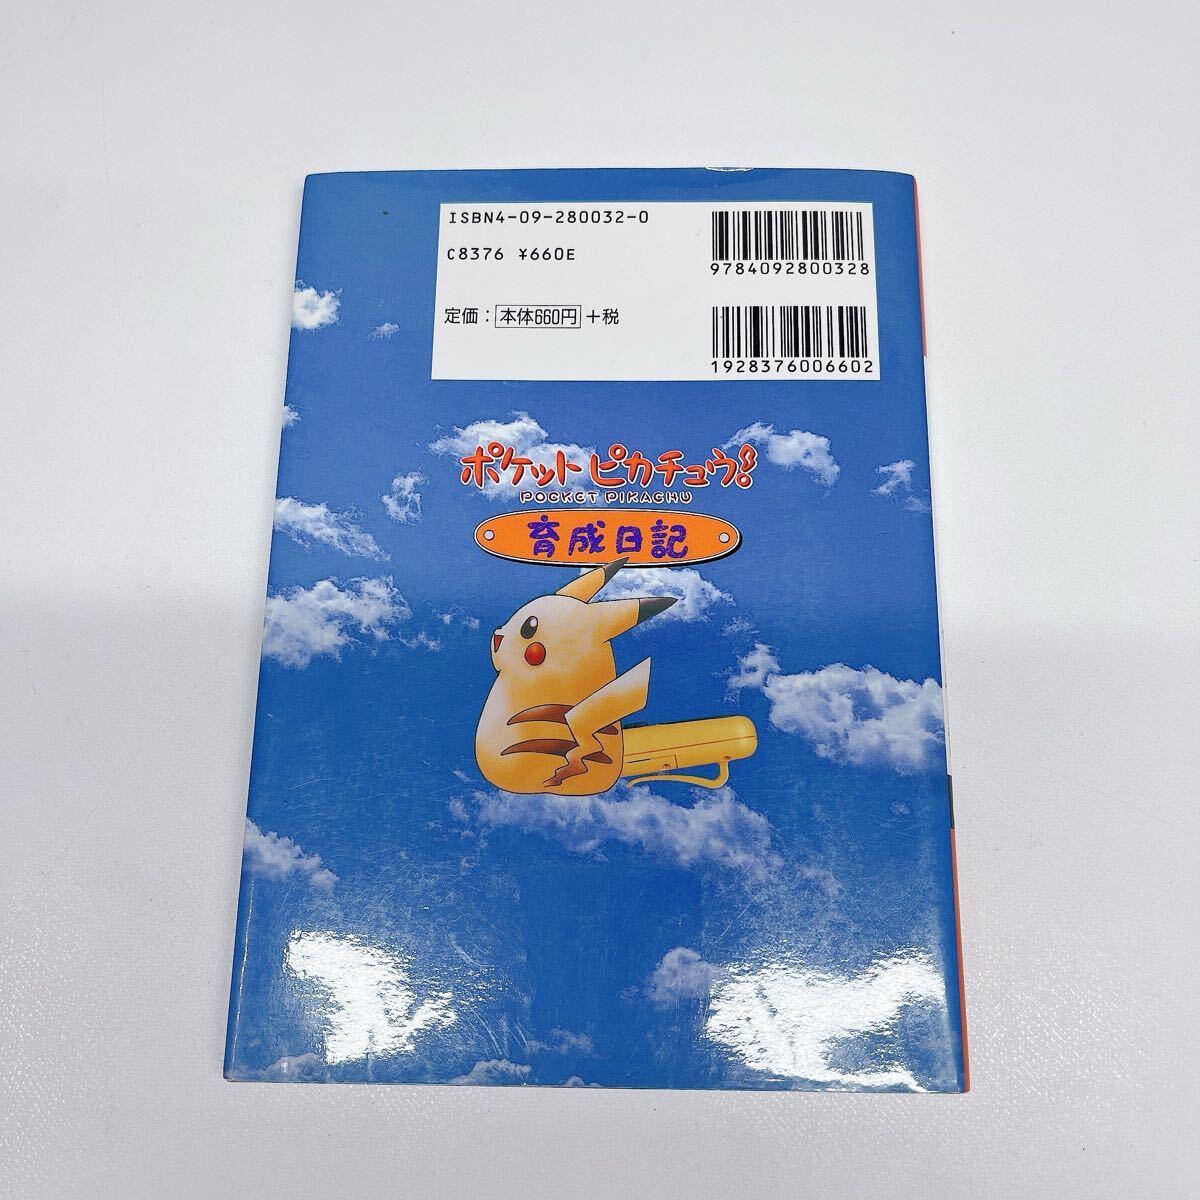 ISBN4-09-280032-0
C8376 ¥660E
9784092800328
定価：本体660円+税
1928376006602
ポケットピカチュウ!
POCKET PIKACHU
育成日記